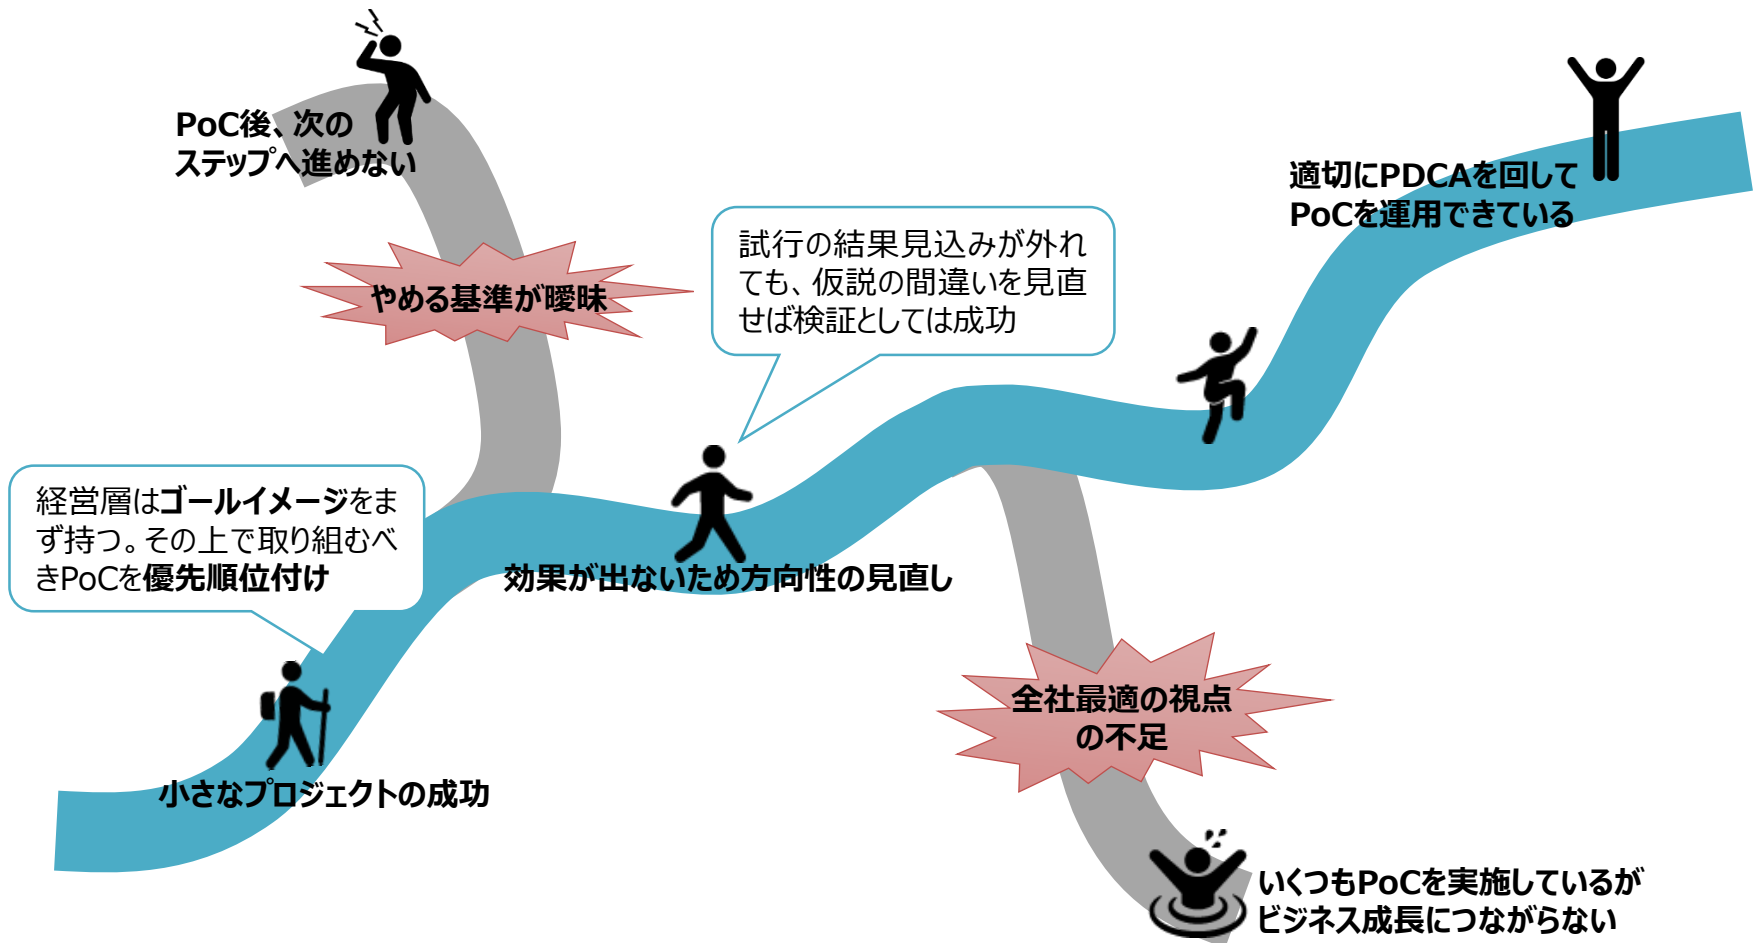 PoC後、次の
ステップへ進めない
適切にPDCAを回して
PoCを運用できている
試行の結果見込みが外れ
ても、仮説の間違いを見直
せば検証としては成功
やめる基準が曖昧
経営層はゴールイメージをま
ず持つ。その上で取り組むべ
きPoCを優先順位付け
効果が出ないため方向性の見直し
全社最適の視点
の不足
小さなプロジェクトの成功
いくつもPoCを実施しているが
ビジネス成長につながらない